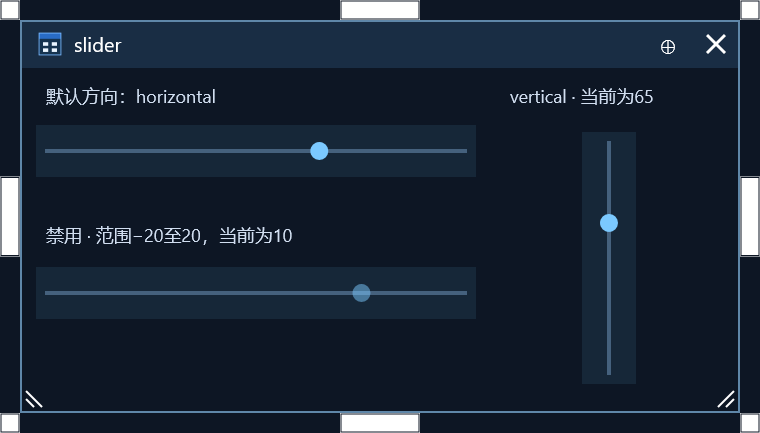 slider
默认方向：horizontal
vertical · 当前为65
禁用 · 范围−20至20，当前为10